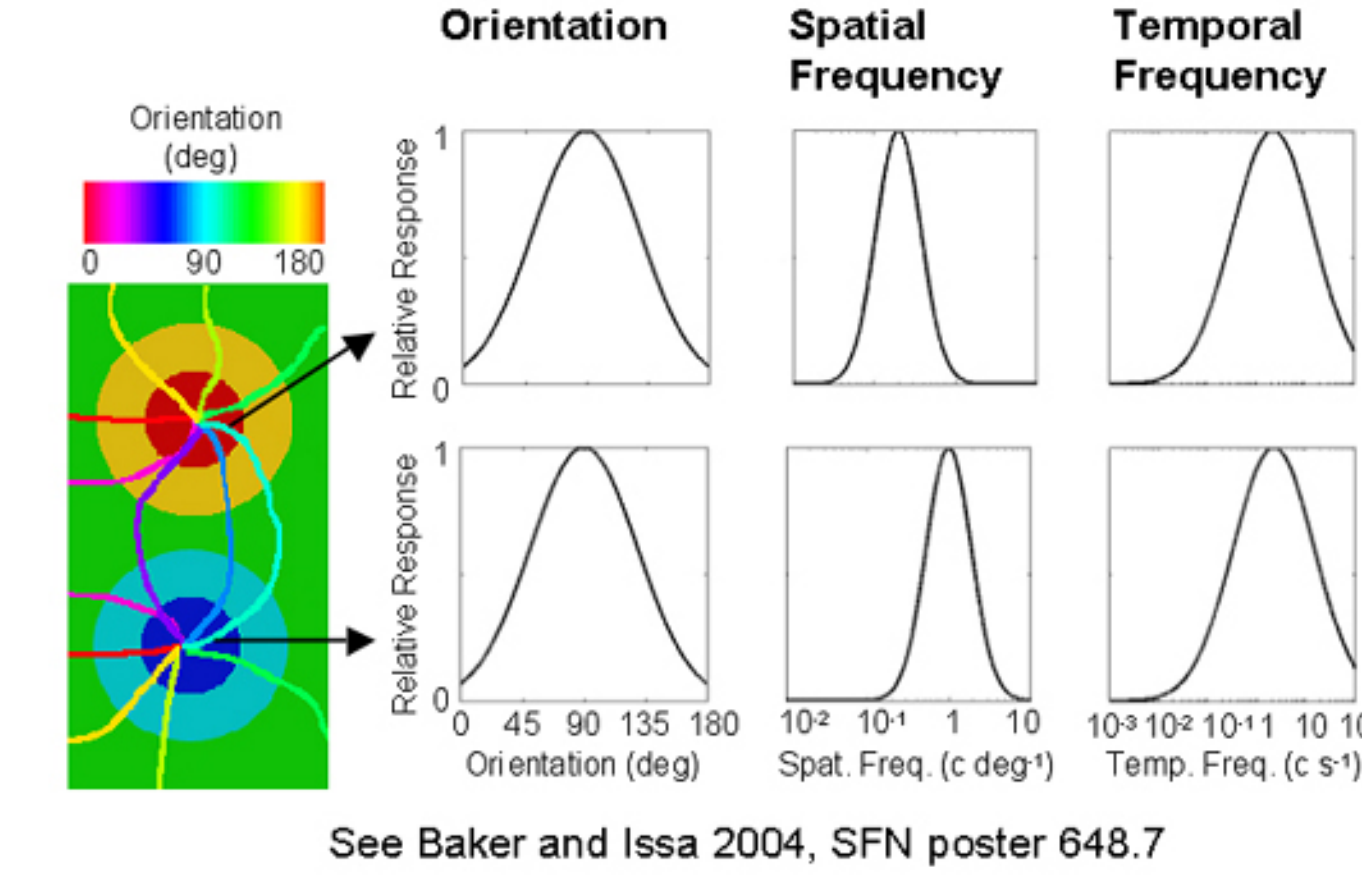 Orientation
Spatial
Frequency
Temporal
Frequency
Orientation
(deg)
0 90 180
Relative Response
1
0
Relative Response
1
0
0 45 90 135 180
Orientation (deg)
10-2 10-1 1 10
Spat. Freq. (c deg-1)
10-3 10-2 10-1 1 10
Temp. Freq. (c s-1)
See Baker and Issa 2004, SFN poster 648.7